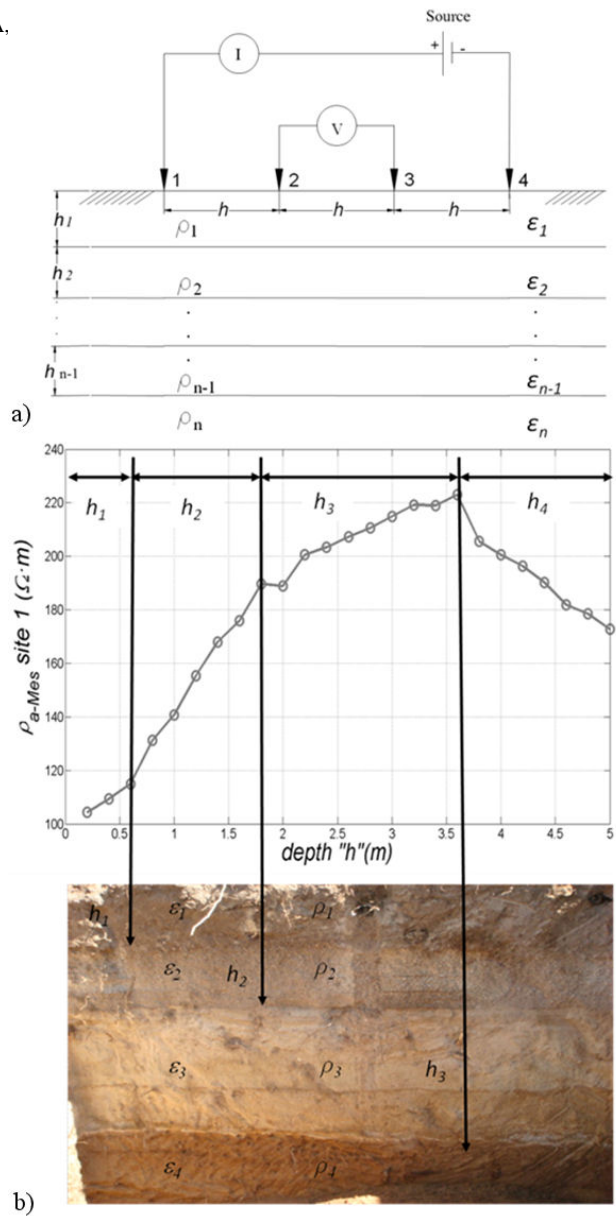 A,
Source
I
+ -
V
1 2 3 4
h h h
h1 ρ1 ε1
h2
ρ2 ε2
. .
. .
h n-1
ρn-1 εn-1
a)
ρn εn
240
220
200
180
160
140
120
100
ρa-Mes site 1 (Ω·m)
h1 h2 h3 h4
0 0.5 1 1.5 2 2.5 3 3.5 4 4.5 5
depth "h"(m)
h1 ε1 ρ1
ε2 h2 ρ2
ε3 ρ3 h3
ε4 ρ4
b)